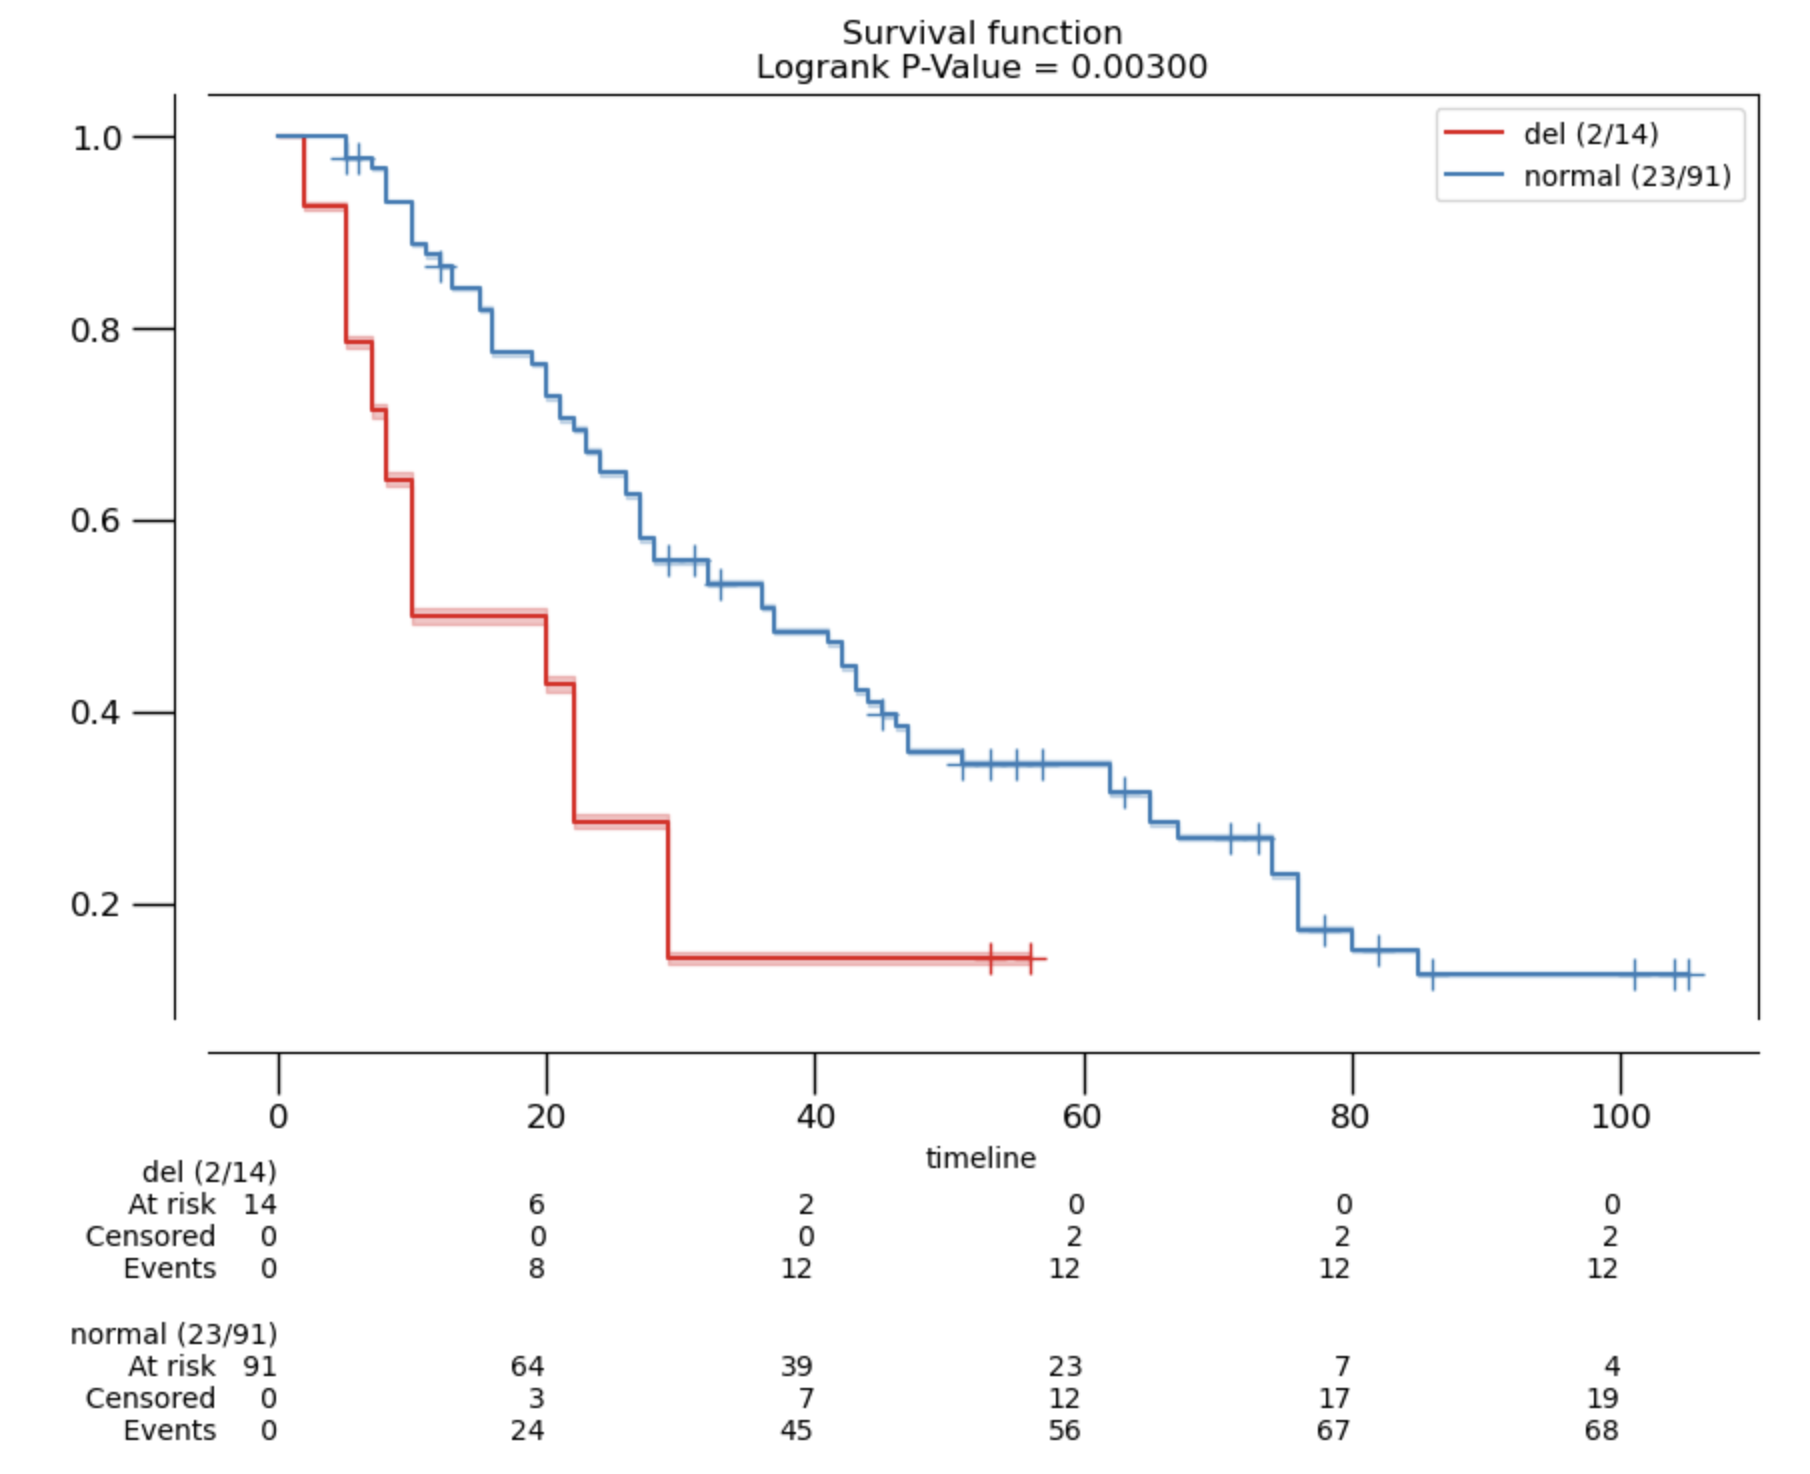 Survival function
Logrank P-Value = 0.00300
del (2/14)
normal (23/91)
1.0
0.8
0.6
0.4
0.2
0 20 40 60 80 100
timeline
del (2/14)
At risk 14 6 2 0 0 0
Censored 0 0 0 2 2 2
Events 0 8 12 12 12 12
normal (23/91)
At risk 91 64 39 23 7 4
Censored 0 3 7 12 17 19
Events 0 24 45 56 67 68